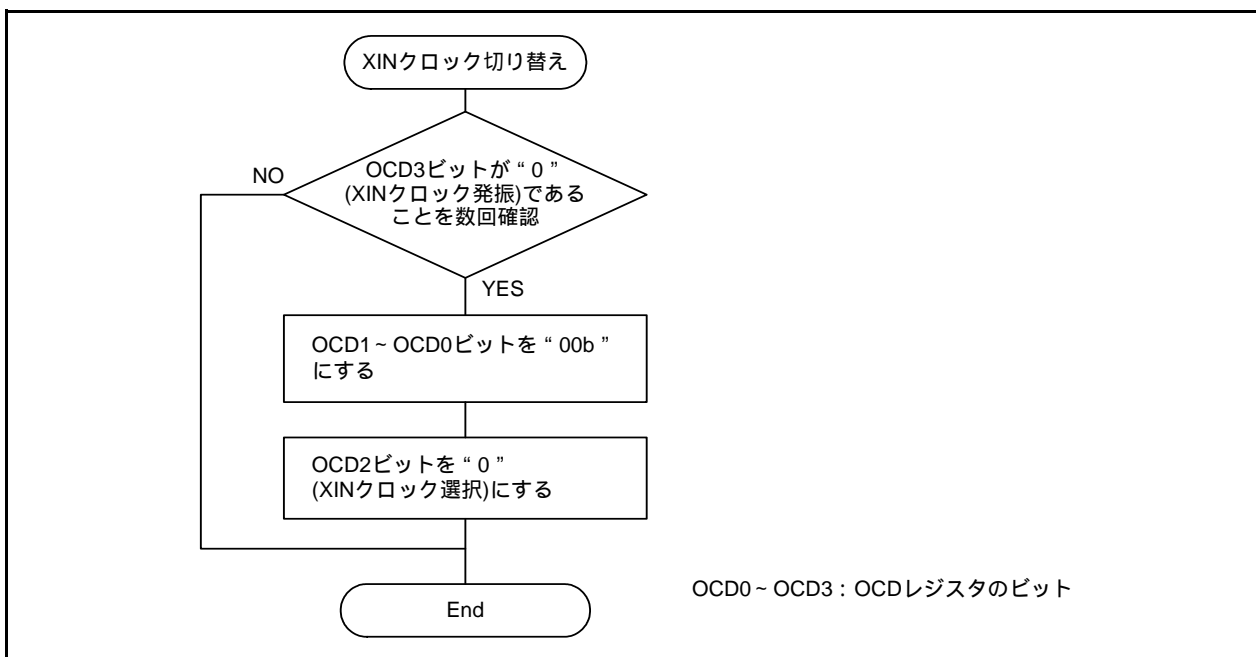 XINクロック切り替え
OCD3ビットが“0”
(XINクロック発振)である
ことを数回確認
NO
YES
OCD1~OCD0ビットを“00b”
にする
OCD2ビットを“0”
(XINクロック選択)にする
End
OCD0~OCD3:OCDレジスタのビット